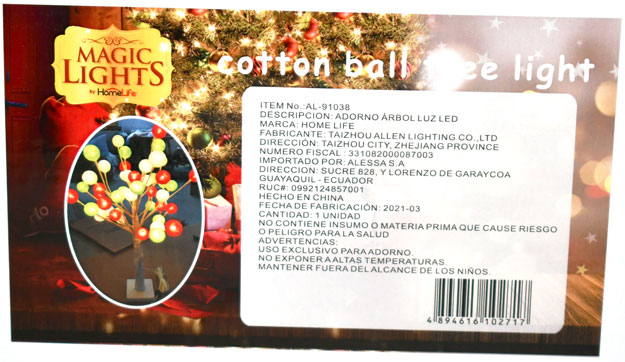 MAGIC
LIGHTS
by HomeLife
cotton ball tree light
ITEM No.:AL-91038
DESCRIPCION: ADORNO ÁRBOL LUZ LED
MARCA: HOME LIFE
FABRICANTE: TAIZHOU ALLEN LIGHTING CO.,LTD
DIRECCIÓN: TAIZHOU CITY, ZHEJIANG PROVINCE
NUMERO FISCAL : 331082000087003
IMPORTADO POR: ALESSA S.A
DIRECCION: SUCRE 828, Y LORENZO DE GARAYCOA
GUAYAQUIL - ECUADOR
RUC#: 0992124857001
HECHO EN CHINA
FECHA DE FABRICACIÓN: 2021-03
CANTIDAD: 1 UNIDAD
NO CONTIENE INSUMO O MATERIA PRIMA QUE CAUSE RIESGO
O PELIGRO PARA LA SALUD
ADVERTENCIAS:
USO EXCLUSIVO PARA ADORNO.
NO EXPONER A ALTAS TEMPERATURAS.
MANTENER FUERA DEL ALCANCE DE LOS NIÑOS.
4 894616 102717